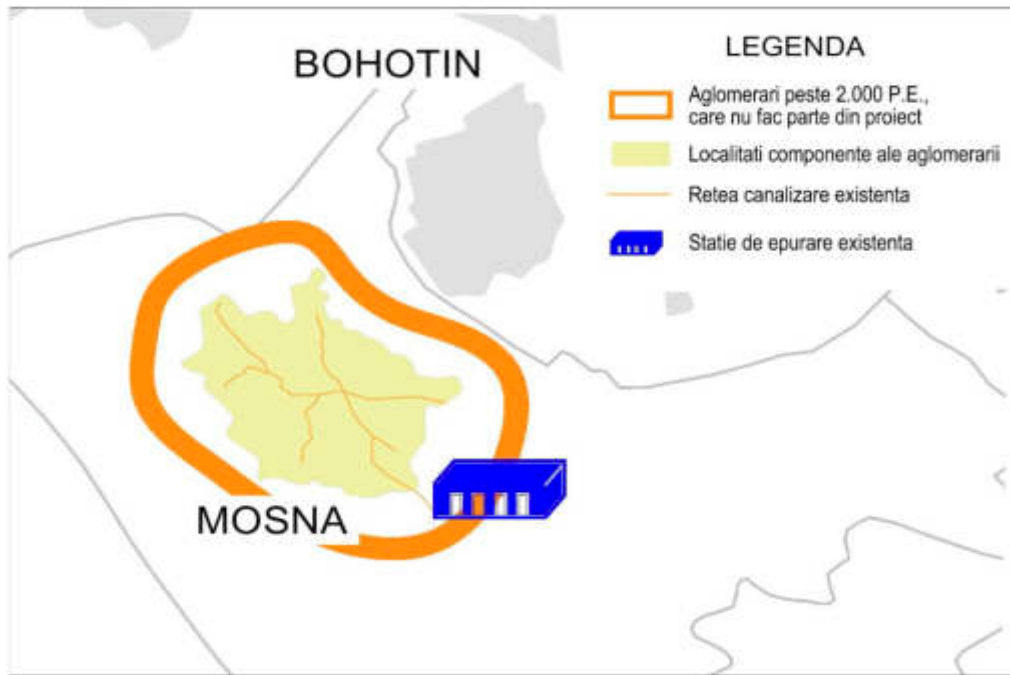 BOHOTIN
LEGENDA
Aglomerari peste 2.000 P.E.,
care nu fac parte din proiect
Localitati componente ale aglomerarii
Retea canalizare existenta
Statie de epurare existenta
MOSNA